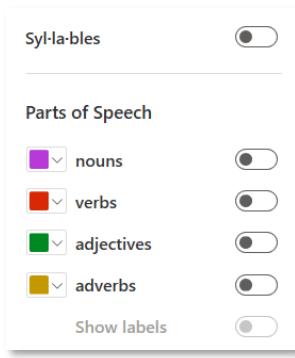 Syl·la·bles
Parts of Speech
nouns
verbs
adjectives
adverbs
Show labels